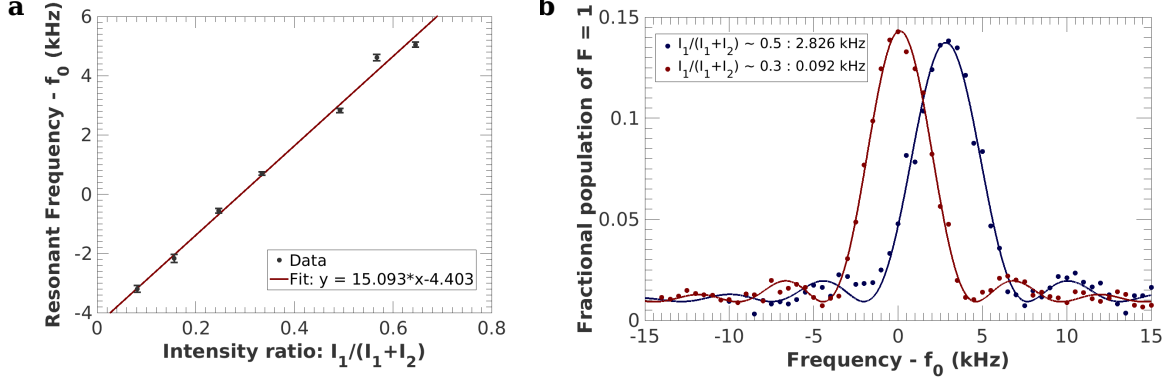 a
Resonant Frequency - f0 (kHz)
6
4
2
0
-2
-4
0
0.2
0.4
0.6
0.8
Data
Fit: y = 15.093*x-4.403
Intensity ratio: I1/(I1+I2)
b
Fractional population of F = 1
0.15
0.1
0.05
0
-15
-10
-5
0
5
10
15
I1/(I1+I2) ~ 0.5 : 2.826 kHz
I1/(I1+I2) ~ 0.3 : 0.092 kHz
Frequency - f0 (kHz)